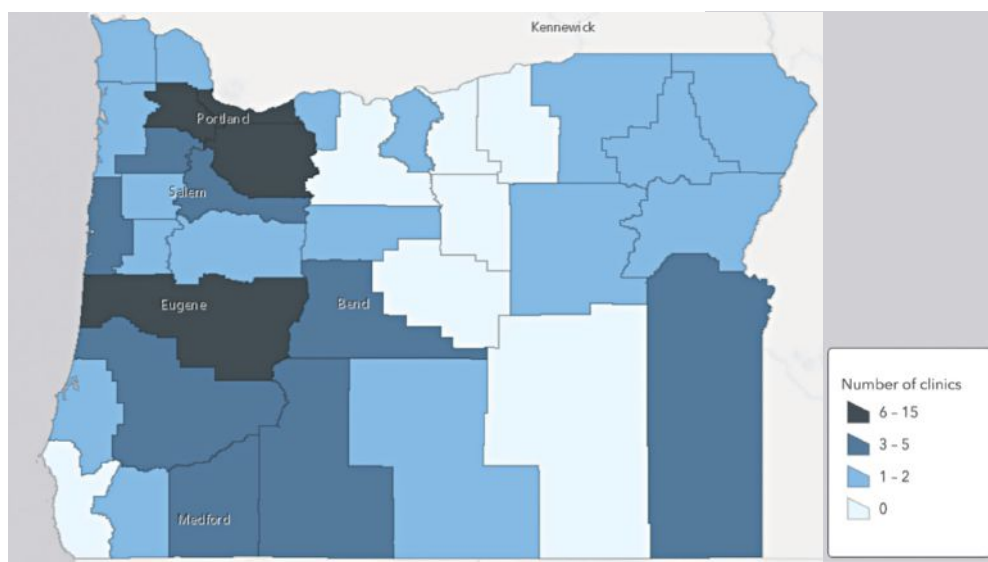 Kennewick
Portland
Salem
Eugene
Bend
Medford
Number of clinics
6 – 15
3 – 5
1 – 2
0